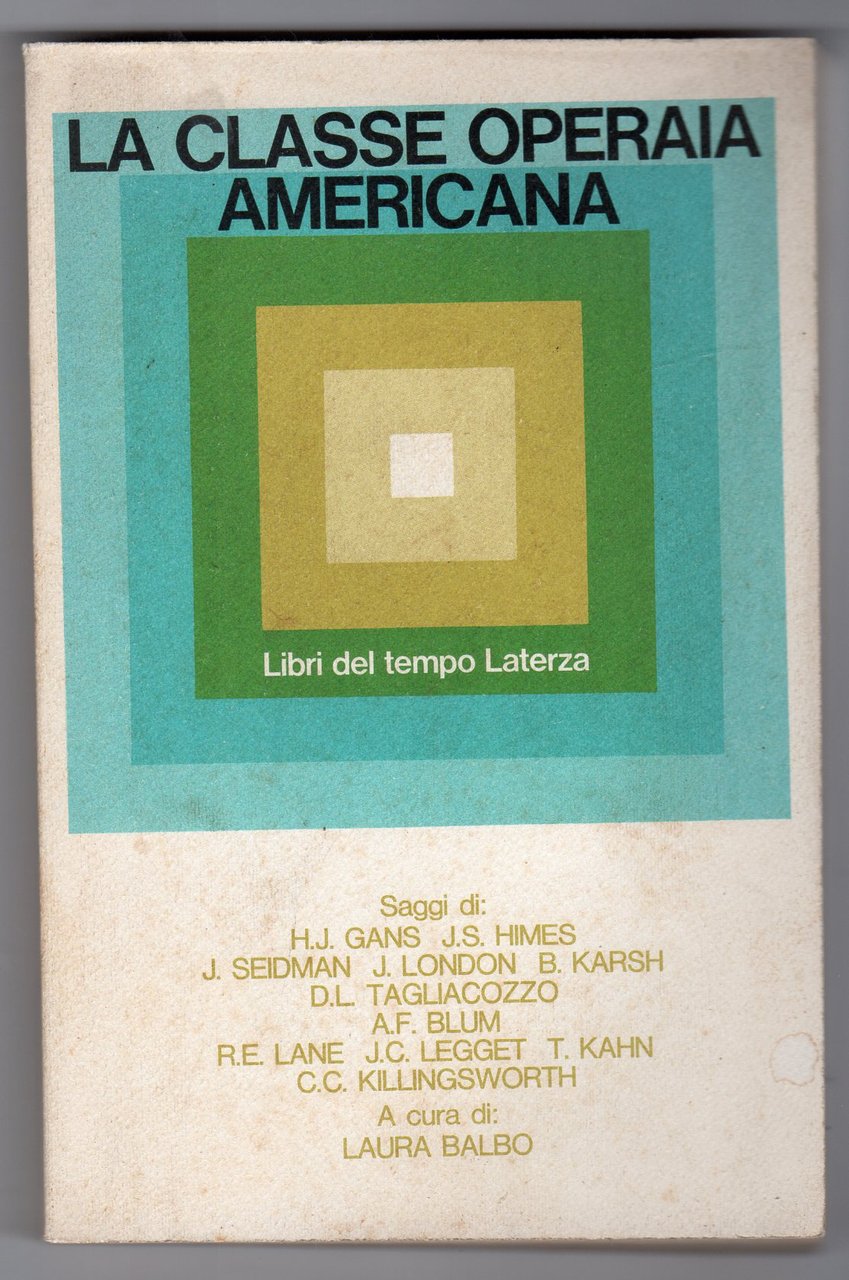 LA CLASSE OPERAIA
AMERICANA
Libri del tempo Laterza
Saggi di:
H.J. GANS J.S. HIMES
J. SEIDMAN J. LONDON B. KARSH
D.L. TAGLIACOZZO
A.F. BLUM
R.E. LANE J.C. LEGGET T. KAHN
C.C. KILLINGSWORTH
A cura di:
LAURA BALBO